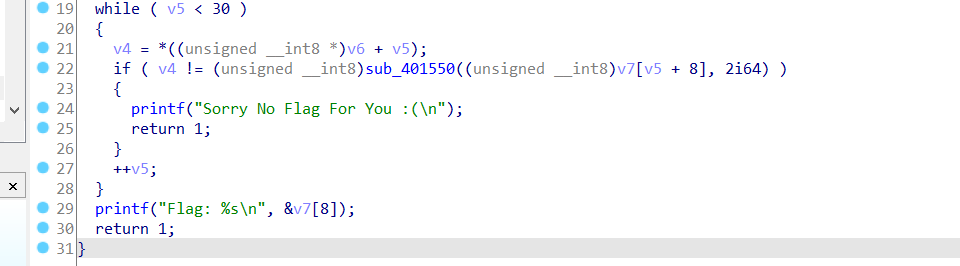 19 while ( v5 < 30 )
20 {
21 v4 = *((unsigned __int8 *)v6 + v5);
22 if ( v4 != (unsigned __int8)sub_401550((unsigned __int8)v7[v5 + 8], 2i64) )
23 {
24 printf("Sorry No Flag For You :(\n");
25 return 1;
26 }
27 ++v5;
28 }
29 printf("Flag: %s\n", &v7[8]);
30 return 1;
31 }